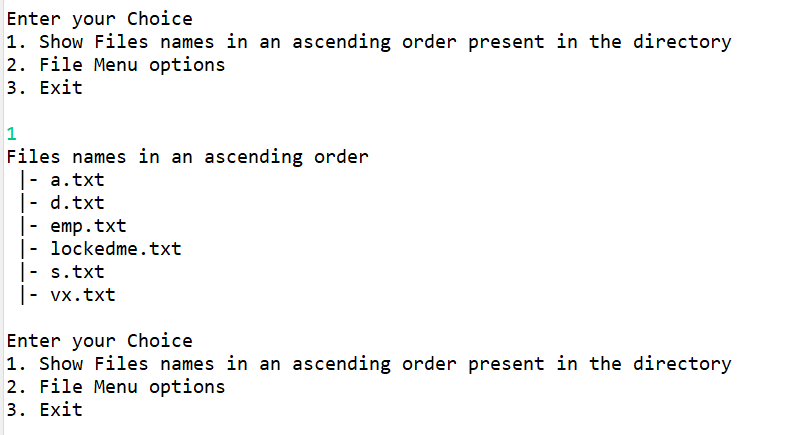 Enter your Choice
1. Show Files names in an ascending order present in the directory
2. File Menu options
3. Exit
1
Files names in an ascending order
|- a.txt
|- d.txt
|- emp.txt
|- lockedme.txt
|- s.txt
|- vx.txt
Enter your Choice
1. Show Files names in an ascending order present in the directory
2. File Menu options
3. Exit